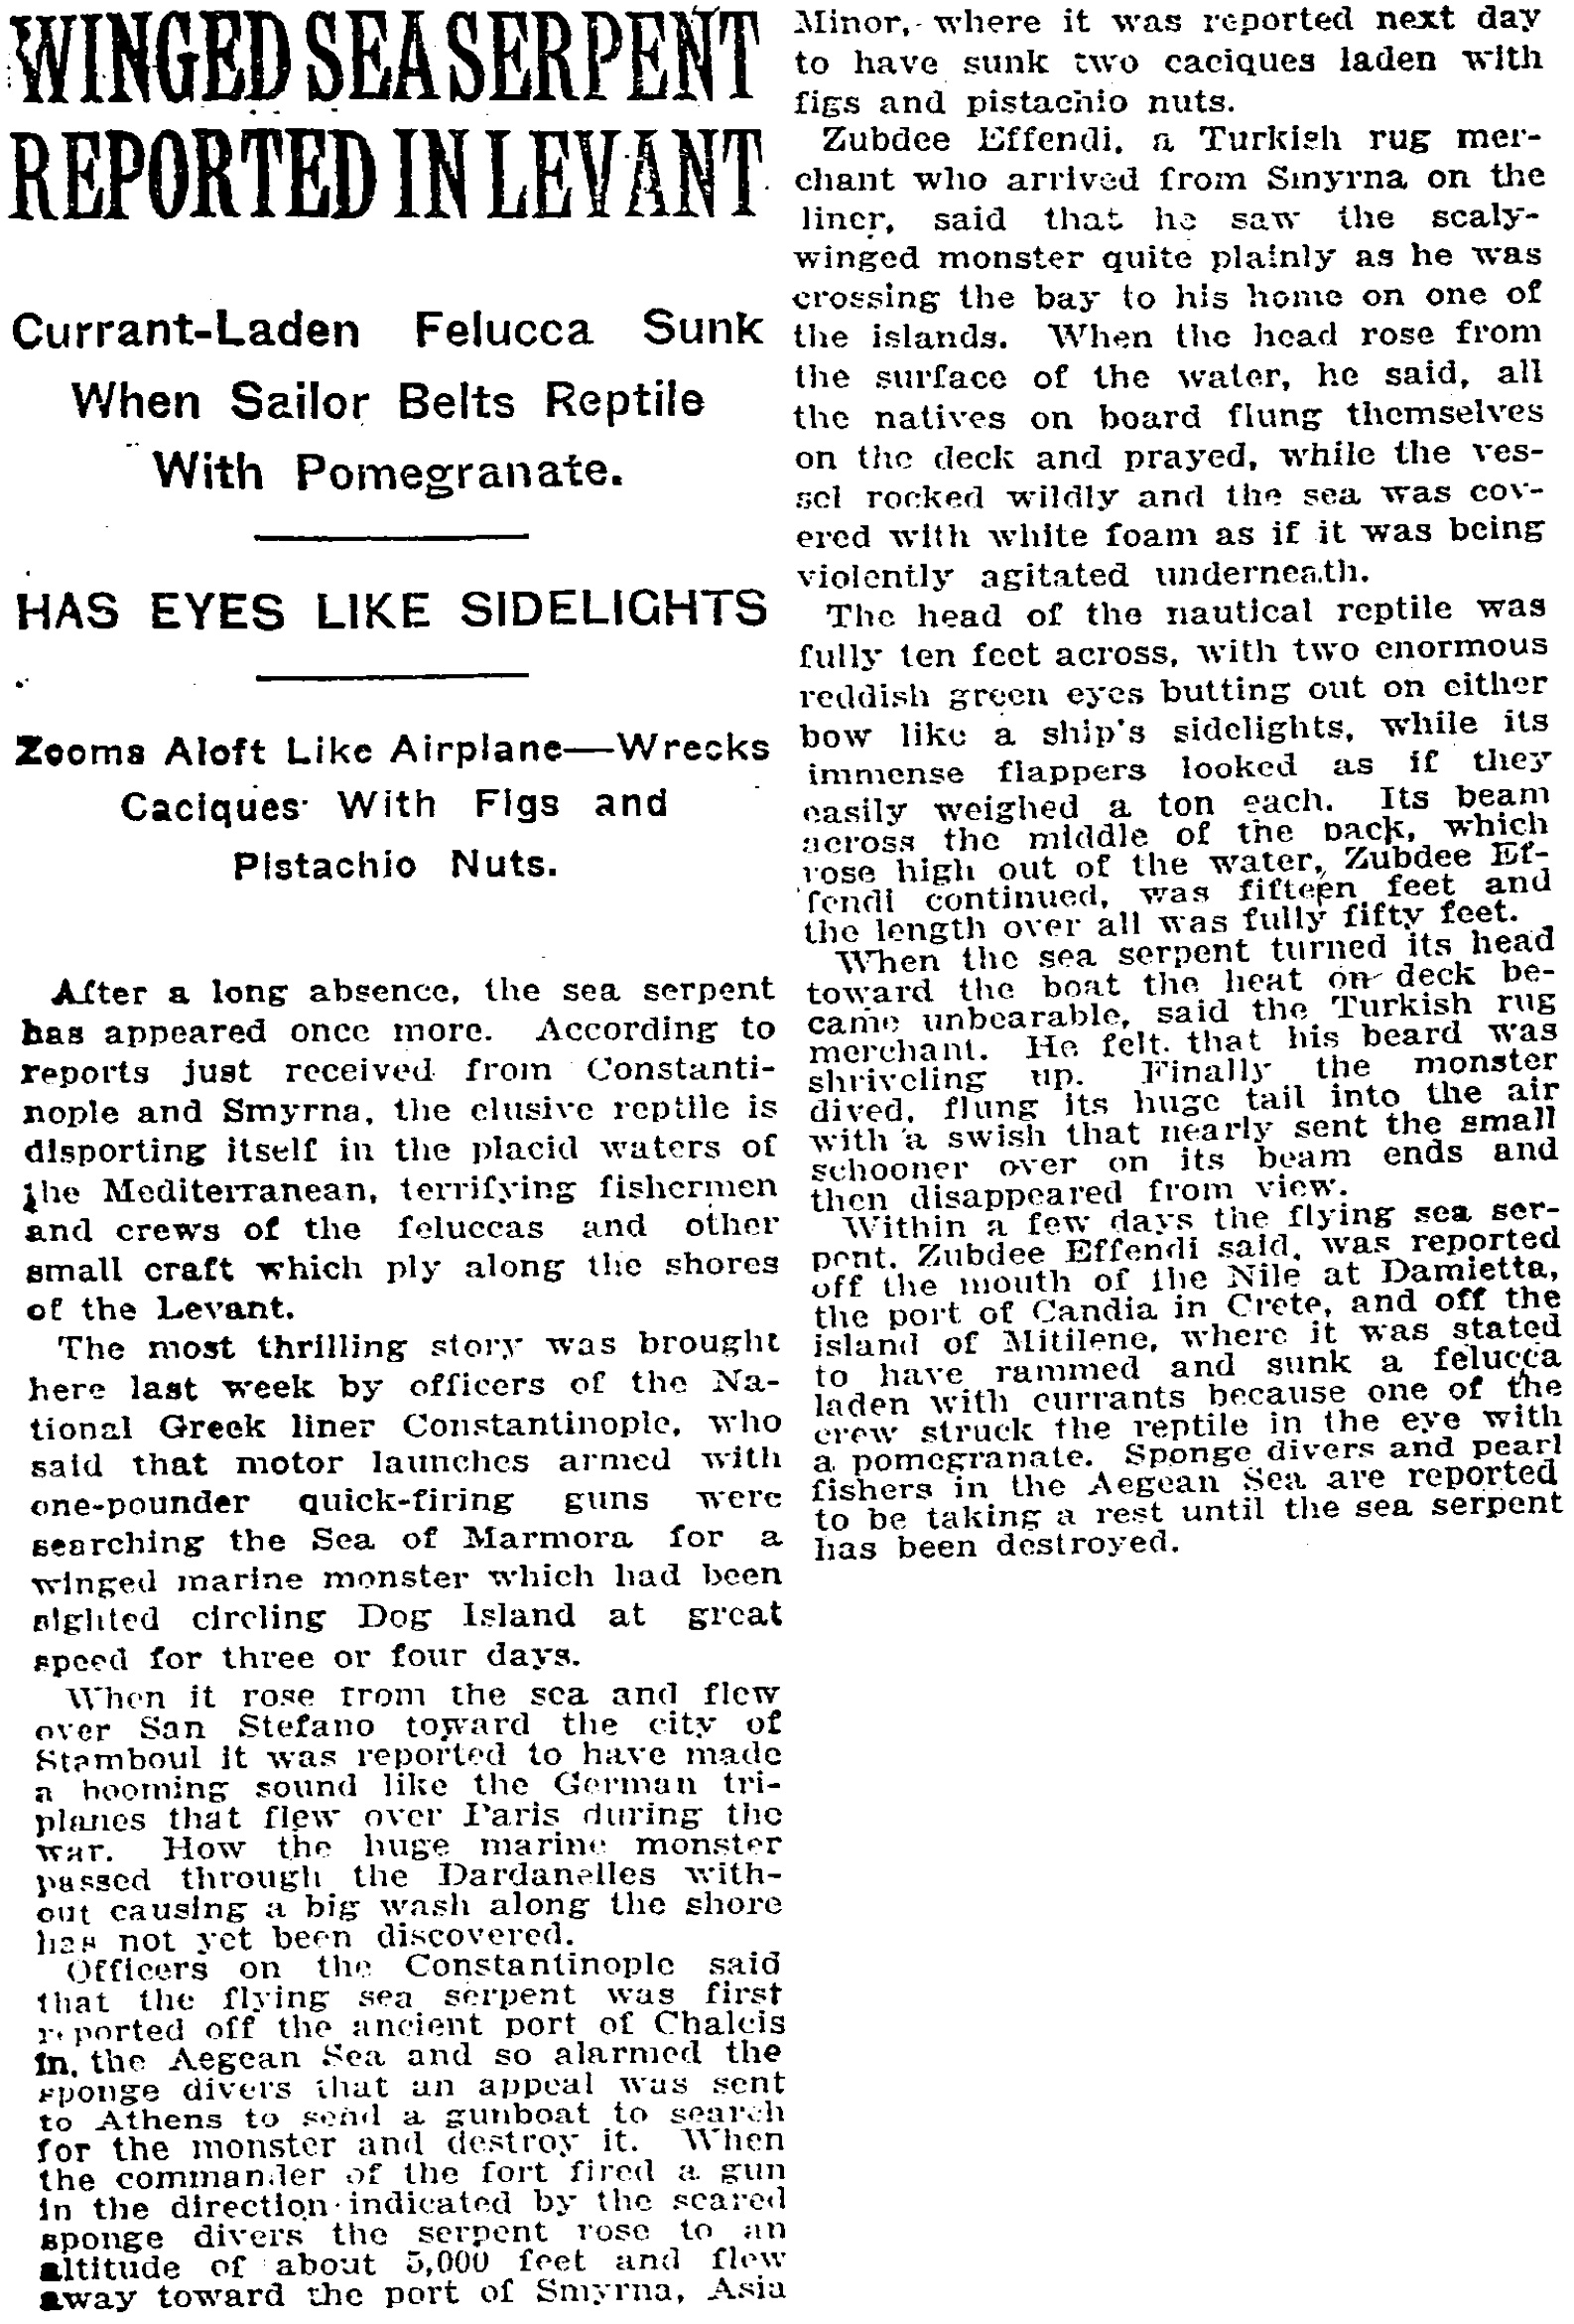 WINGED SEA SERPENT
REPORTED IN LEVANT
Currant-Laden Felucca Sunk
When Sailor Belts Reptile
With Pomegranate.
HAS EYES LIKE SIDELIGHTS
Zooms Aloft Like Airplane—Wrecks
Caciques With Figs and
Pistachio Nuts.
After a long absence, the sea serpent
has appeared once more. According to
reports just received from Constanti-
nople and Smyrna, the elusive reptile is
disporting itself in the placid waters of
the Mediterranean, terrifying fishermen
and crews of the feluccas and other
small craft which ply along the shores
of the Levant.
The most thrilling story was brought
here last week by officers of the Na-
tional Greek liner Constantinople, who
said that motor launches armed with
one-pounder quick-firing guns were
searching the Sea of Marmora for a
winged marine monster which had been
sighted circling Dog Island at great
speed for three or four days.
When it rose from the sea and flew
over San Stefano toward the city of
Stamboul it was reported to have made
a booming sound like the German tri-
planes that flew over Paris during the
war. How the huge marine monster
passed through the Dardanelles with-
out causing a big wash along the shore
has not yet been discovered.
Officers on the Constantinople said
that the flying sea serpent was first
reported off the ancient port of Chalcis
in the Aegean Sea and so alarmed the
sponge divers that an appeal was sent
to Athens to send a gunboat to search
for the monster and destroy it. When
the commander of the fort fired a gun
in the direction indicated by the scared
sponge divers the serpent rose to an
altitude of about 5,000 feet and flew
away toward the port of Smyrna, Asia
Minor, where it was reported next day
to have sunk two caciques laden with
figs and pistachio nuts.
Zubdee Effendi, a Turkish rug mer-
chant who arrived from Smyrna on the
liner, said that he saw the scaly-
winged monster quite plainly as he was
crossing the bay to his home on one of
the islands. When the head rose from
the surface of the water, he said, all
the natives on board flung themselves
on the deck and prayed, while the ves-
sel rocked wildly and the sea was cov-
ered with white foam as if it was being
violently agitated underneath.
The head of the nautical reptile was
fully ten feet across, with two enormous
reddish green eyes butting out on either
bow like a ship's sidelights, while its
immense flappers looked as if they
easily weighed a ton each. Its beam
across the middle of the back, which
rose high out of the water, Zubdee Ef-
fendi continued, was fifteen feet and
the length over all was fully fifty feet.
When the sea serpent turned its head
toward the boat the heat on deck be-
came unbearable, said the Turkish rug
merchant. He felt that his beard was
shriveling up. Finally the monster
dived, flung its huge tail into the air
with a swish that nearly sent the small
schooner over on its beam ends and
then disappeared from view.
Within a few days the flying sea ser-
pent, Zubdee Effendi said, was reported
off the mouth of the Nile at Damietta,
the port of Candia in Crete, and off the
island of Mitilene, where it was stated
to have rammed and sunk a felucca
laden with currants because one of the
crew struck the reptile in the eye with
a pomegranate. Sponge divers and pearl
fishers in the Aegean Sea are reported
to be taking a rest until the sea serpent
has been destroyed.